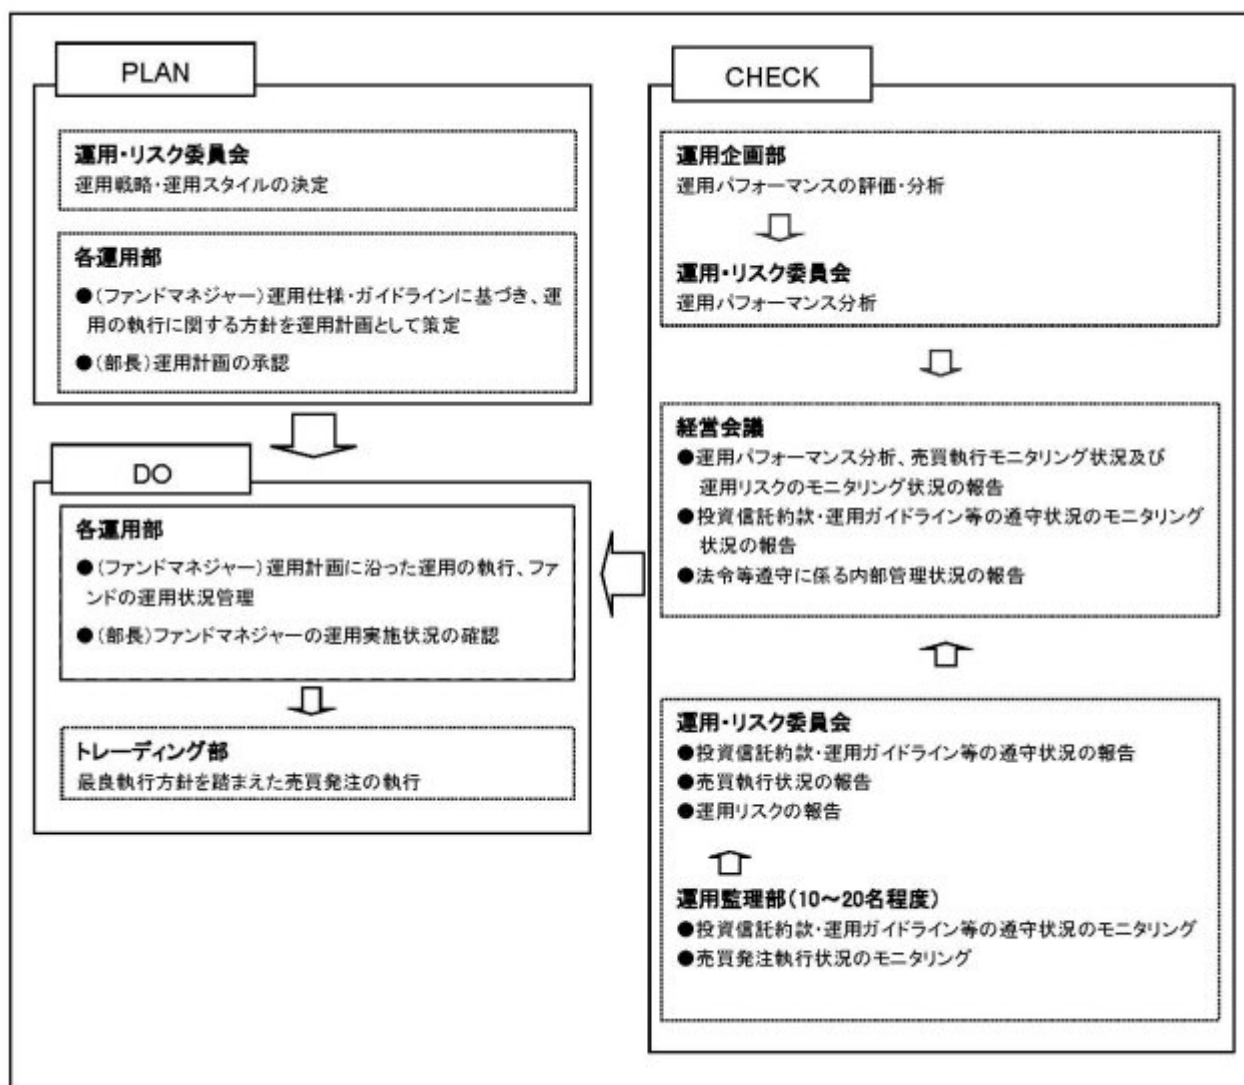 PLAN
運用・リスク委員会
運用戦略・運用スタイルの決定
各運用部
●(ファンドマネジャー)運用仕様・ガイドラインに基づき、運
用の執行に関する方針を運用計画として策定
●(部長)運用計画の承認
DO
各運用部
●(ファンドマネジャー)運用計画に沿った運用の執行、ファ
ンドの運用状況管理
●(部長)ファンドマネジャーの運用実施状況の確認
トレーディング部
最良執行方針を踏まえた売買発注の執行
CHECK
運用企画部
運用パフォーマンスの評価・分析
運用・リスク委員会
運用パフォーマンス分析
経営会議
●運用パフォーマンス分析、売買執行モニタリング状況及び
運用リスクのモニタリング状況の報告
●投資信託約款・運用ガイドライン等の遵守状況のモニタリング
状況の報告
●法令等遵守に係る内部管理状況の報告
運用・リスク委員会
●投資信託約款・運用ガイドライン等の遵守状況の報告
●売買執行状況の報告
●運用リスクの報告
運用監理部(10～20名程度)
●投資信託約款・運用ガイドライン等の遵守状況のモニタリング
●売買発注執行状況のモニタリング